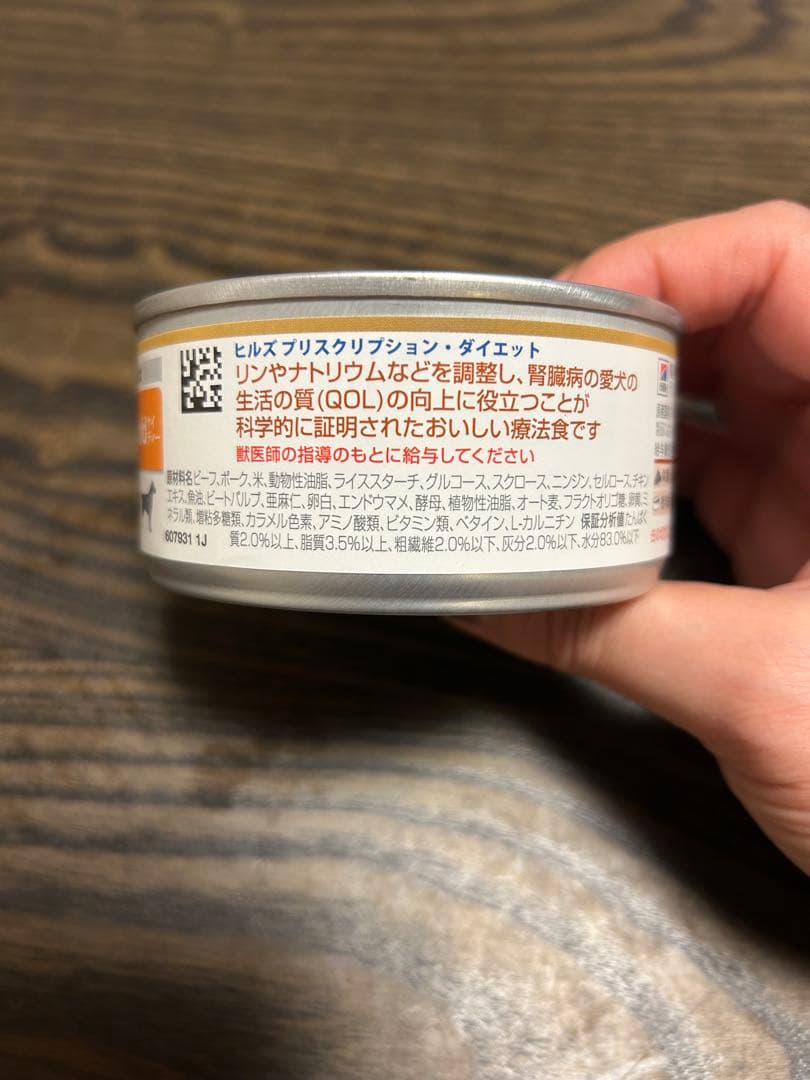 ヒルズ プリスクリプション・ダイエット
リンやナトリウムなどを調整し、腎臓病の愛犬の
生活の質(QOL)の向上に役立つことが
科学的に証明されたおいしい療法食です
獣医師の指導のもとに給与してください
原材料名 ビーフ、ポーク、米、動物性油脂、ライススターチ、グルコース、スクロース、ニンジン、セルロース、チキン
エキス、魚油、ビートパルプ、亜麻仁、卵白、エンドウマメ、酵母、植物性油脂、オート麦、フラクトオリゴ糖、卵黄、ミ
ネラル類、増粘多糖類、カラメル色素、アミノ酸類、ビタミン類、ベタイン、L-カルニチン 保証分析値 たんぱく
質2.0%以上、脂質3.5%以上、粗繊維2.0%以下、灰分2.0%以下、水分83.0%以下
607931 1J